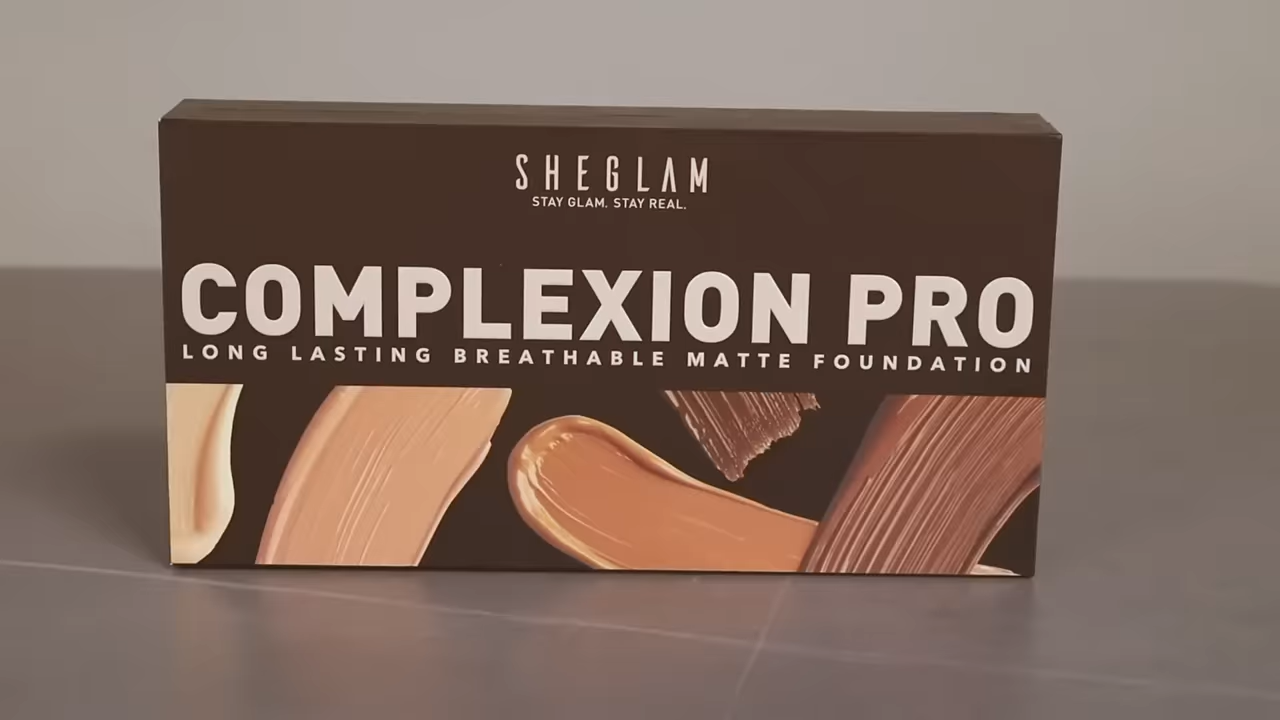 SHEGLAM
STAY GLAM. STAY REAL.
COMPLEXION PRO
LONG LASTING BREATHABLE MATTE FOUNDATION